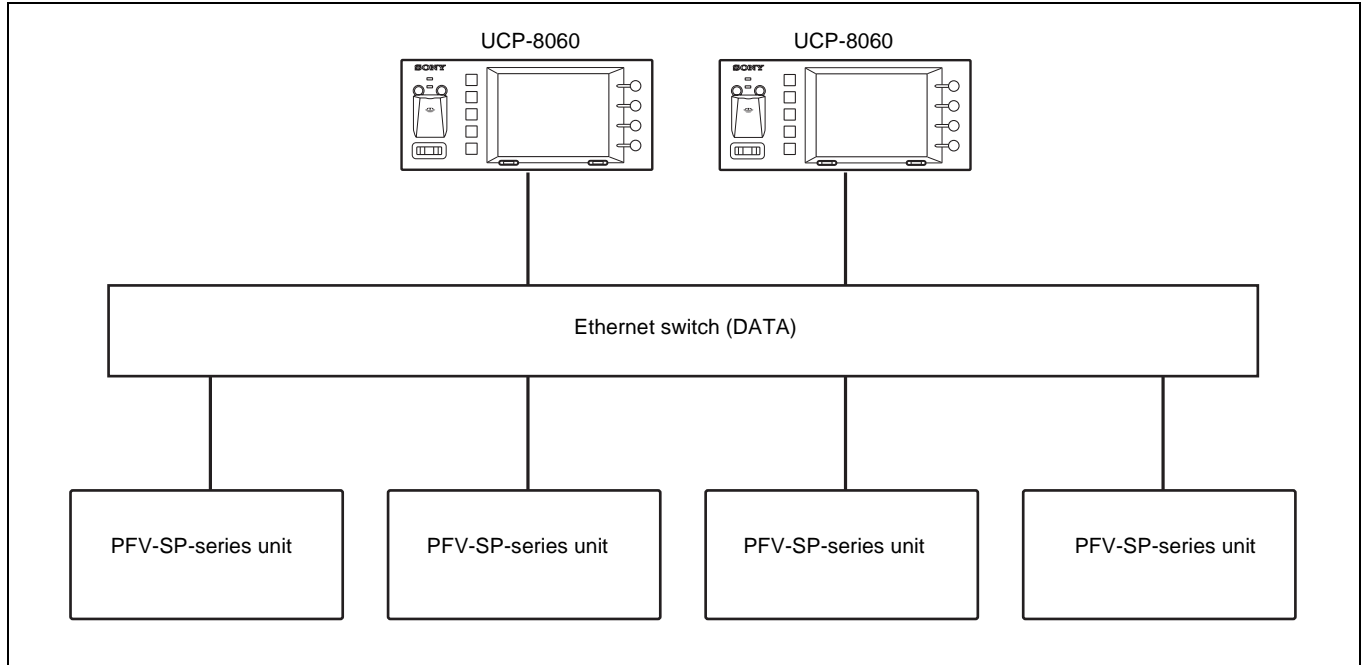 UCP-8060
UCP-8060
SONY
SONY
Ethernet switch (DATA)
PFV-SP-series unit
PFV-SP-series unit
PFV-SP-series unit
PFV-SP-series unit